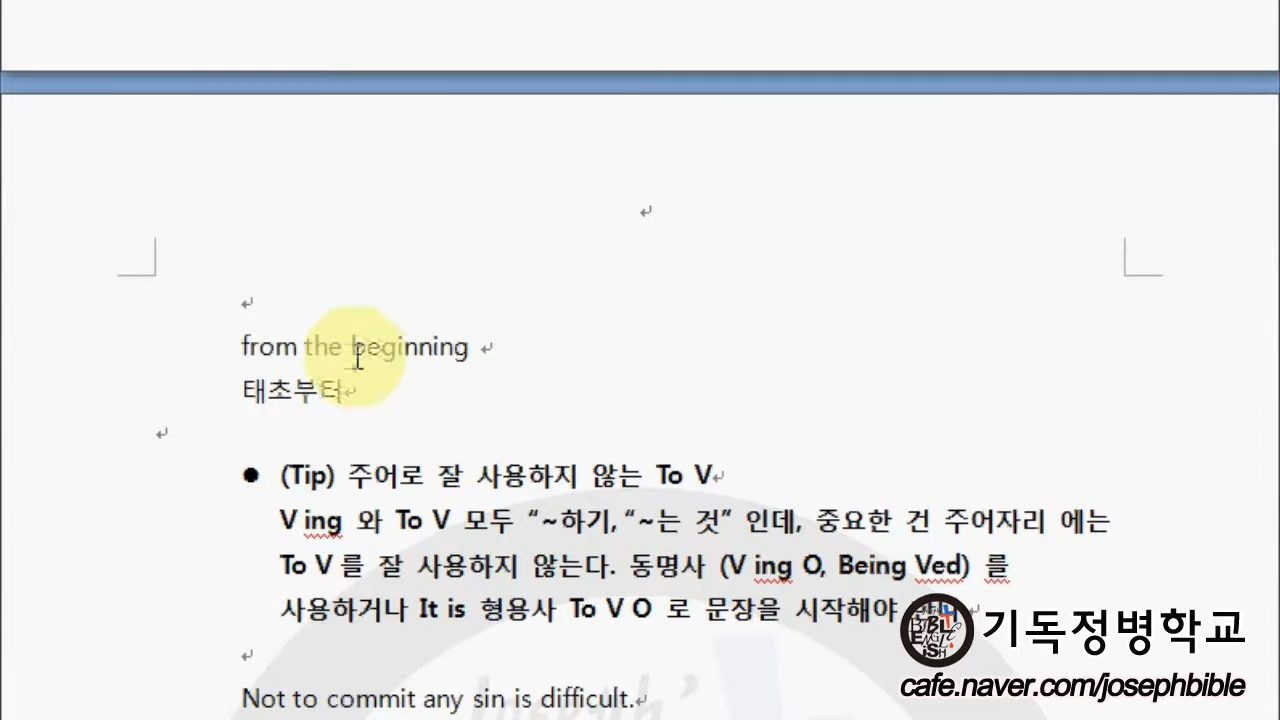 from the beginning
태초부터
● (Tip) 주어로 잘 사용하지 않는 To V
V ing 와 To V 모두 “~하기, “~는 것” 인데, 중요한 건 주어자리 에는
To V를 잘 사용하지 않는다. 동명사 (V ing O, Being Ved) 를
사용하거나 It is 형용사 To V O 로 문장을 시작해야
Not to commit any sin is difficult.
BIBLE ENGLISH
기독정병학교
cafe.naver.com/josephbible
Joseph’